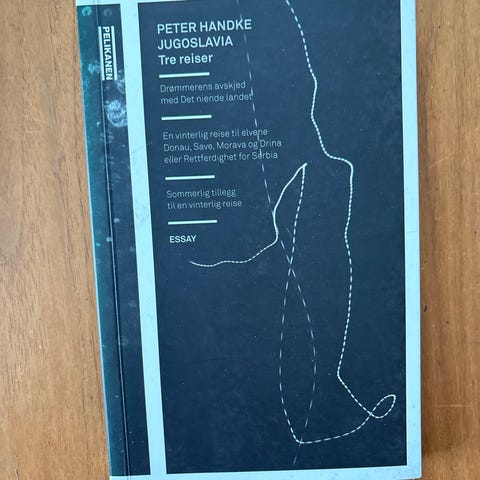 PELIKANEN
PETER HANDKE
JUGOSLAVIA
Tre reiser
Drømmerens avskjed
med Det niende landet
En vinterlig reise til elvene
Donau, Save, Morava og Drina
eller Rettferdighet for Serbia
Sommerlig tillegg
til en vinterlig reise
ESSAY